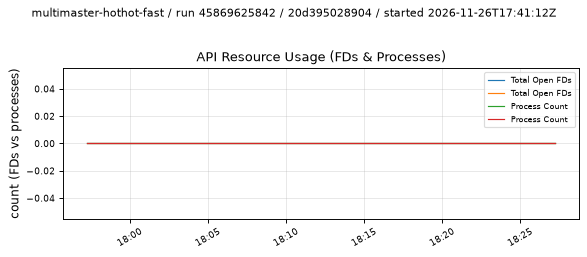 multimaster-hothot-fast / run 45869625842 / 20d395028904 / started 2026-11-26T17:41:12Z
API Resource Usage (FDs & Processes)
count (FDs vs processes)
0.04
0.02
0.00
−0.02
−0.04
Total Open FDs
Total Open FDs
Process Count
Process Count
18:00
18:05
18:10
18:15
18:20
18:25